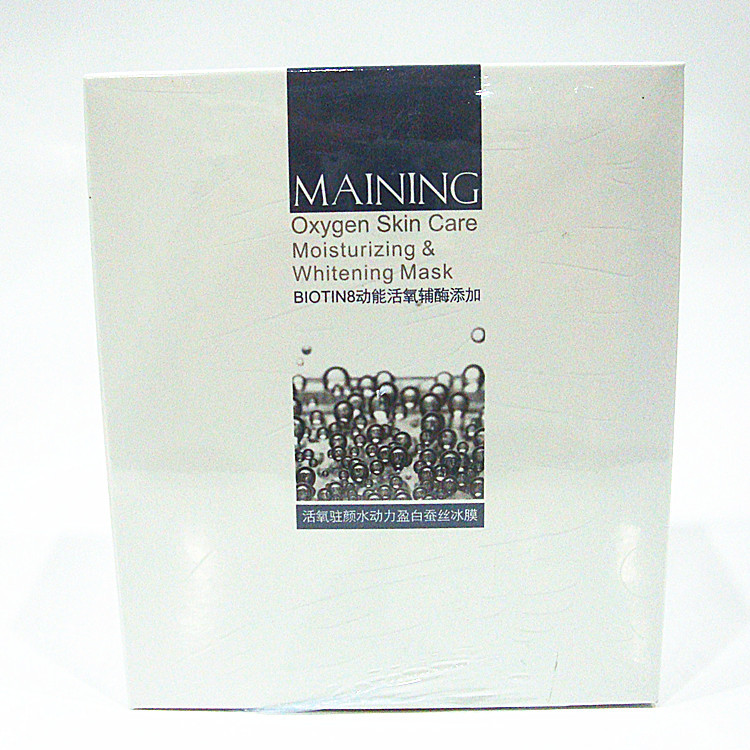 MAINING
Oxygen Skin Care
Moisturizing &
Whitening Mask
BIOTIN8动能活氧辅酶添加
活氧驻颜水动力盈白蚕丝冰膜